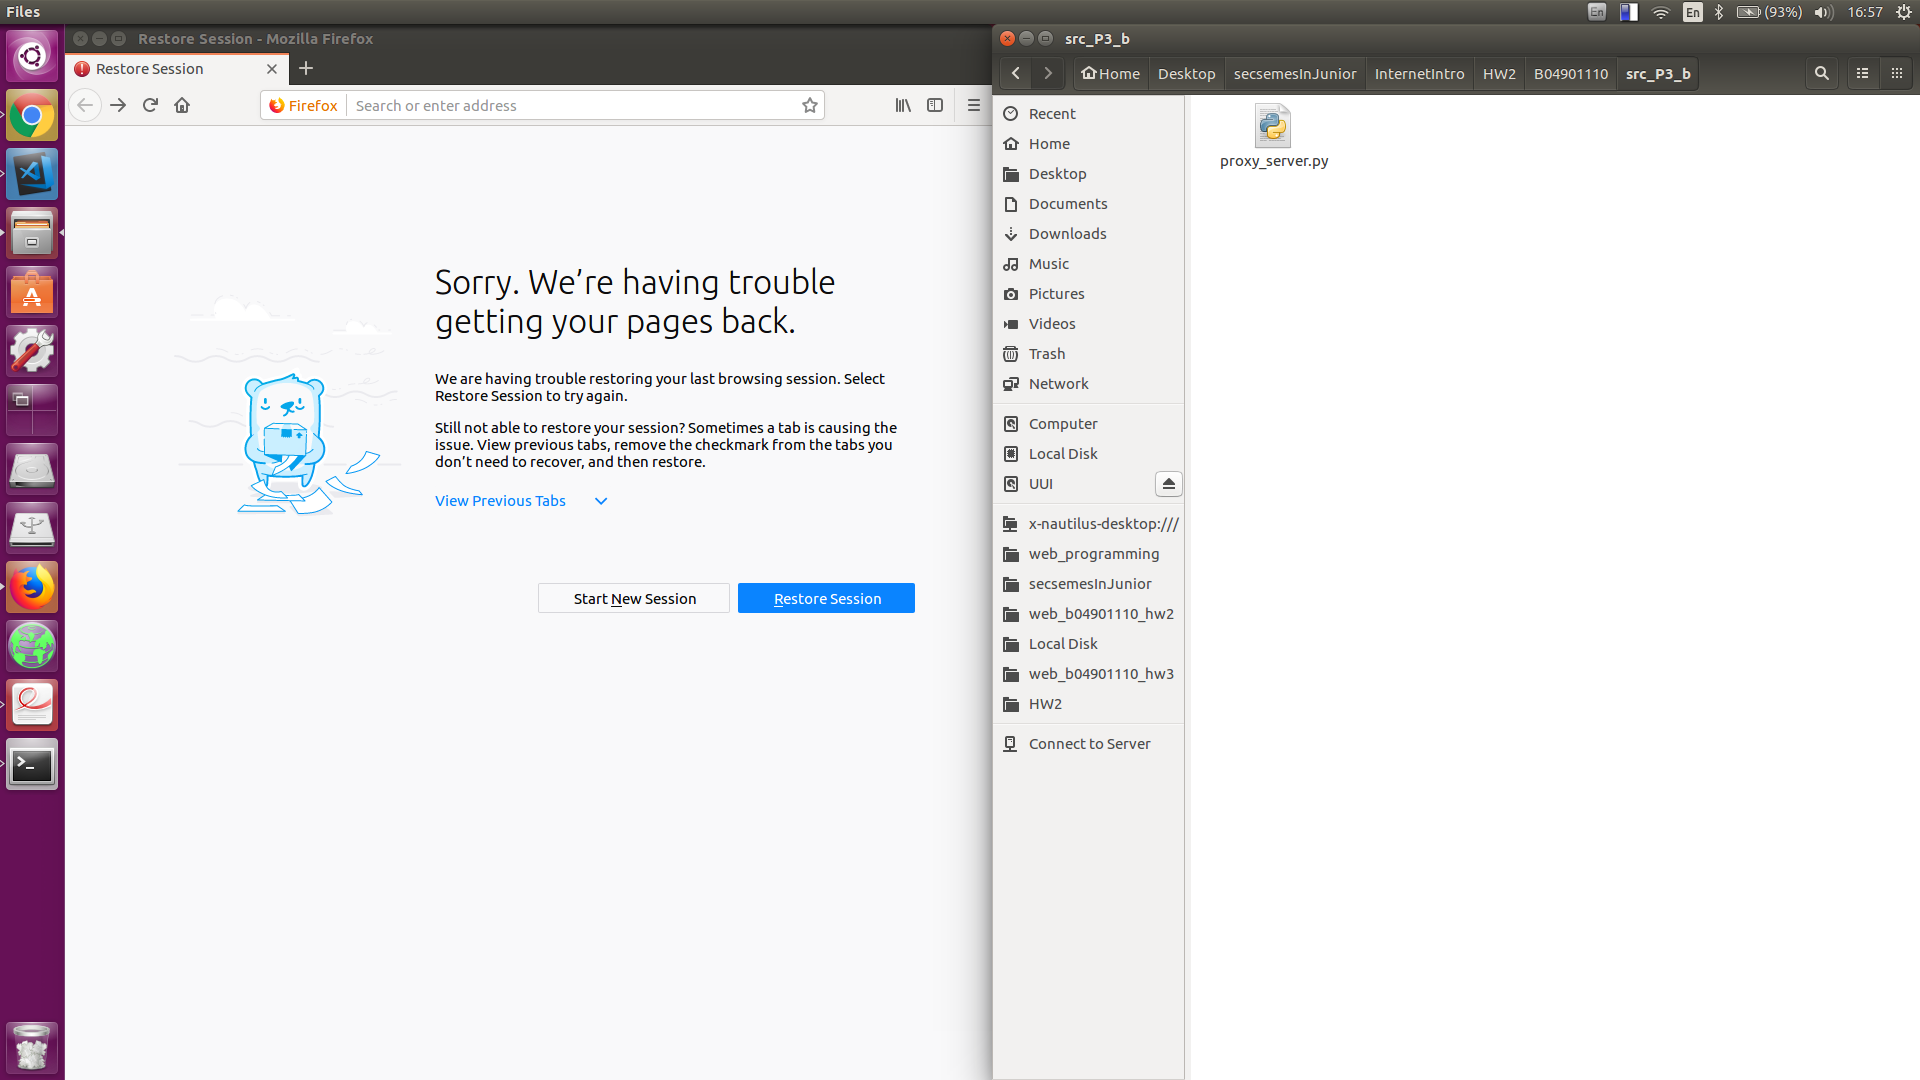 Files
En
En
(93%)
16:57
Restore Session - Mozilla Firefox
Restore Session
Firefox
Search or enter address
Sorry. We’re having trouble
getting your pages back.
We are having trouble restoring your last browsing session. Select
Restore Session to try again.
Still not able to restore your session? Sometimes a tab is causing the
issue. View previous tabs, remove the checkmark from the tabs you
don’t need to recover, and then restore.
View Previous Tabs
Start New Session
Restore Session
src_P3_b
Home
Desktop
secsemesInJunior
InternetIntro
HW2
B04901110
src_P3_b
Recent
Home
Desktop
Documents
Downloads
Music
Pictures
Videos
Trash
Network
Computer
Local Disk
UUI
x-nautilus-desktop:///
web_programming
secsemesInJunior
web_b04901110_hw2
Local Disk
web_b04901110_hw3
HW2
Connect to Server
proxy_server.py